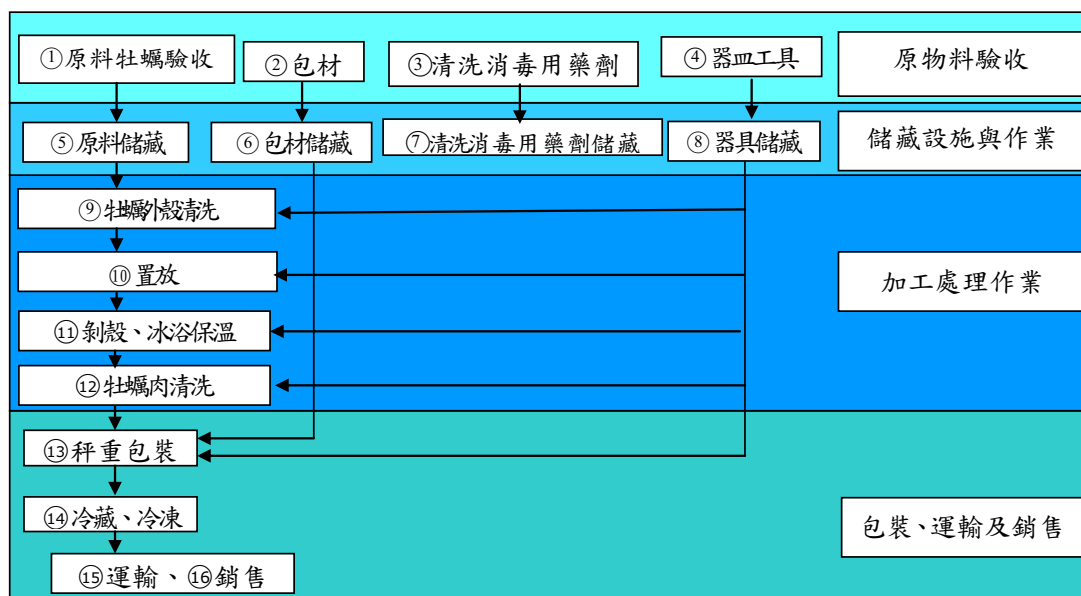 ①原料牡蠣驗收
②包材
③清洗消毒用藥劑
④器皿工具
原物料驗收
⑤原料儲藏
⑥包材儲藏
⑦清洗消毒用藥劑儲藏
⑧器具儲藏
儲藏設施與作業
⑨牡蠣外殼清洗
⑩置放
⑪剝殼、冰浴保溫
⑫牡蠣肉清洗
加工處理作業
⑬秤重包裝
⑭冷藏、冷凍
⑮運輸、⑯銷售
包裝、運輸及銷售